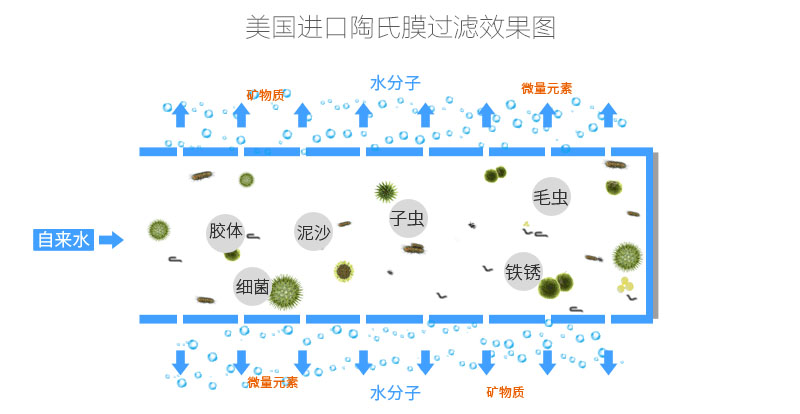 美国进口陶氏膜过滤效果图
水分子
矿物质
微量元素
毛虫
子虫
胶体
泥沙
自来水
铁锈
细菌
微量元素
水分子
矿物质